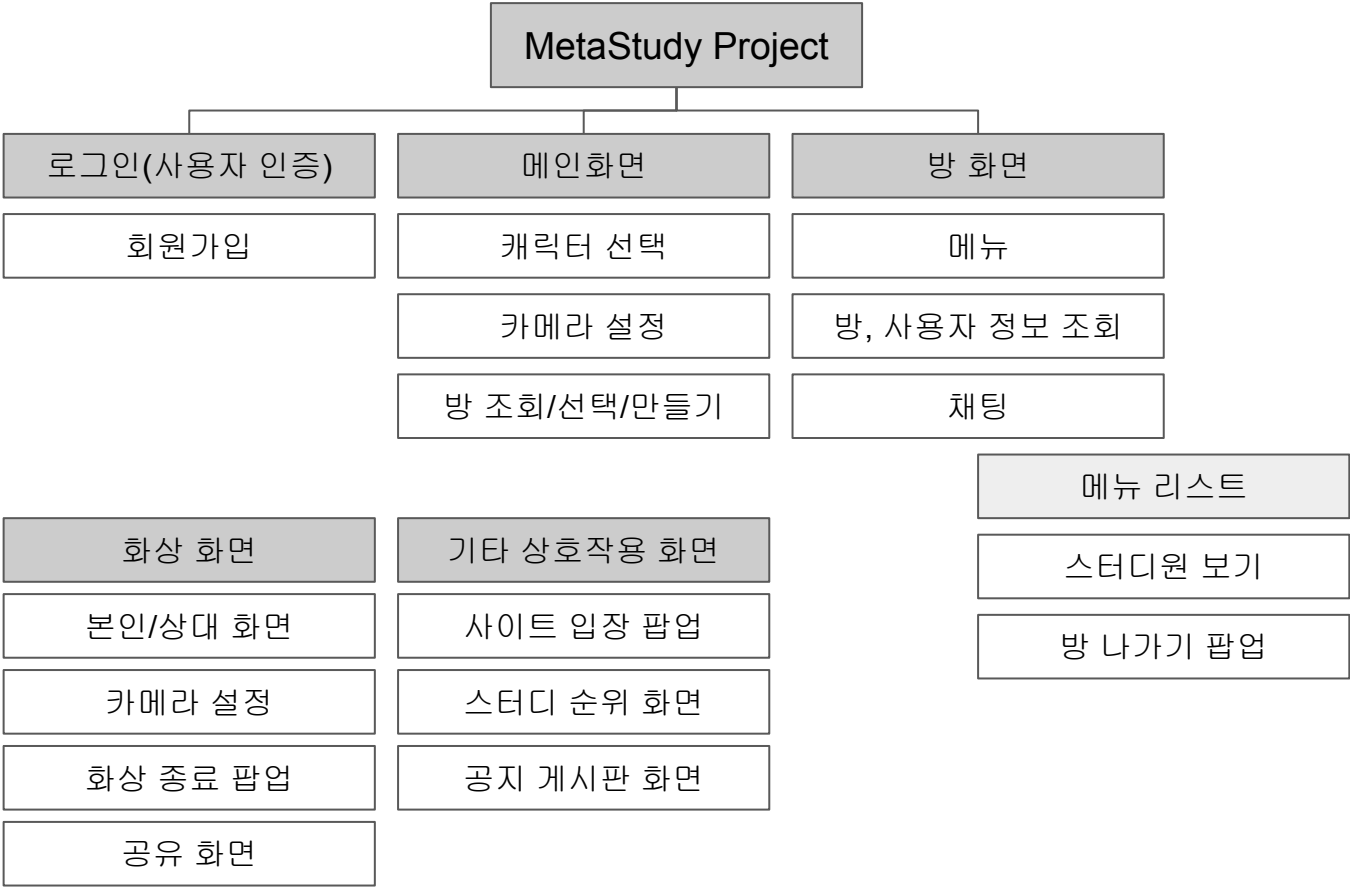 MetaStudy Project
로그인(사용자 인증)
메인화면
방 화면
회원가입
캐릭터 선택
메뉴
카메라 설정
방, 사용자 정보 조회
방 조회/선택/만들기
채팅
메뉴 리스트
화상 화면
기타 상호작용 화면
스터디원 보기
본인/상대 화면
사이트 입장 팝업
방 나가기 팝업
카메라 설정
스터디 순위 화면
화상 종료 팝업
공지 게시판 화면
공유 화면